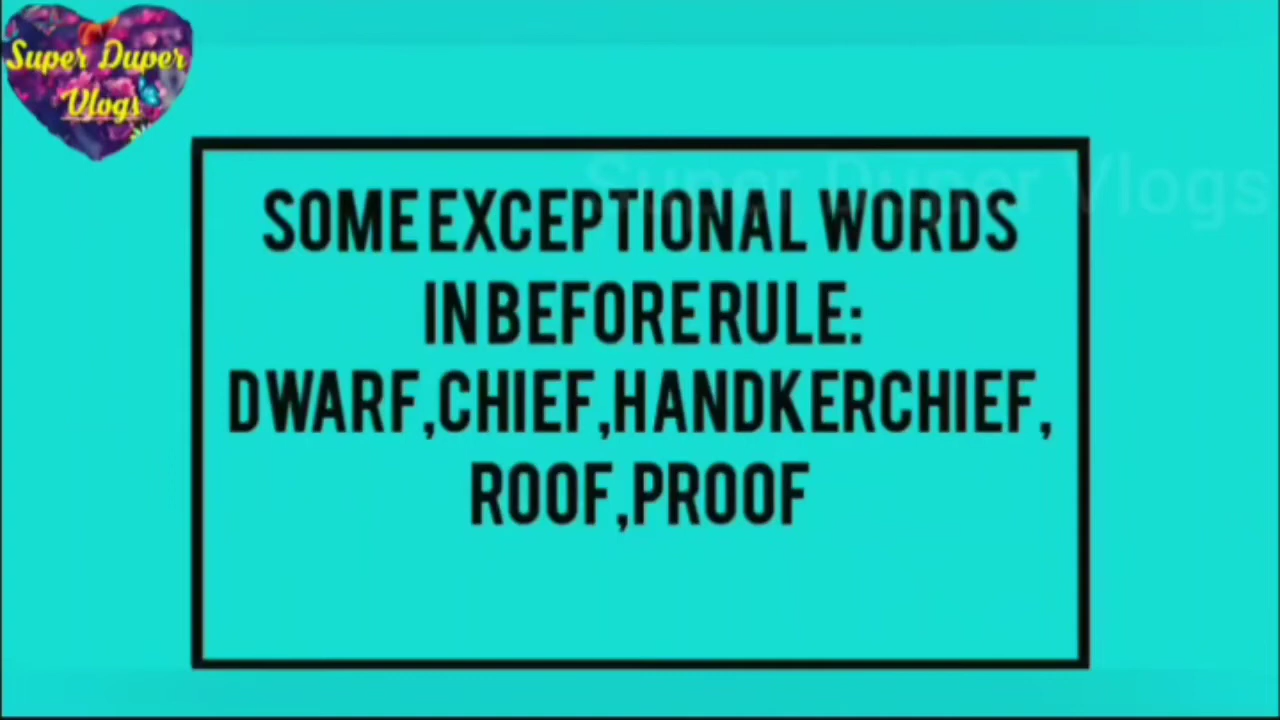 Super Duper
Vlogs
Super Duper Vlogs
SOME EXCEPTIONAL WORDS
IN BEFORE RULE:
DWARF,CHIEF,HANDKERCHIEF,
ROOF,PROOF